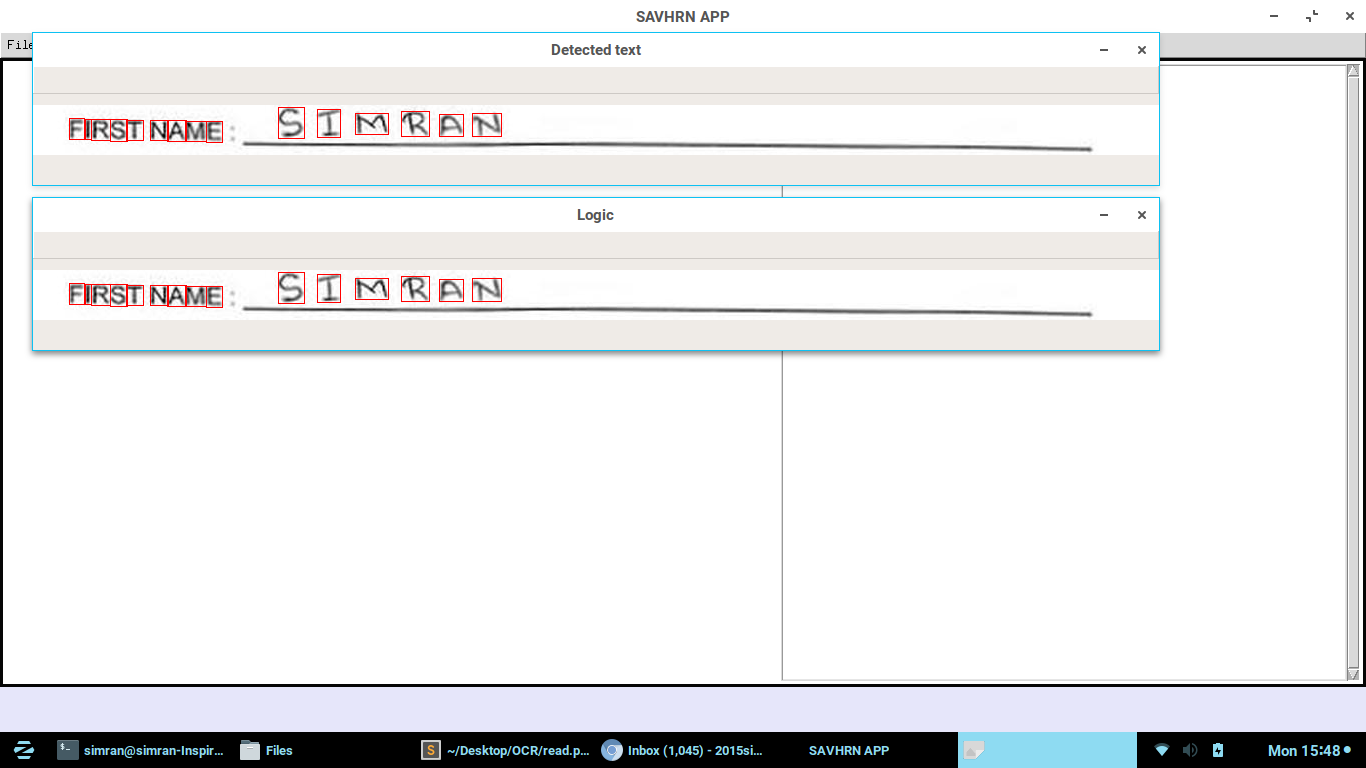 SAVHRN APP
File
Detected text
FIRST NAME : SIMRAN
Logic
FIRST NAME : SIMRAN
simran@simran-Inspir...
Files
~/Desktop/OCR/read.p...
Inbox (1,045) - 2015si...
SAVHRN APP
Mon 15:48